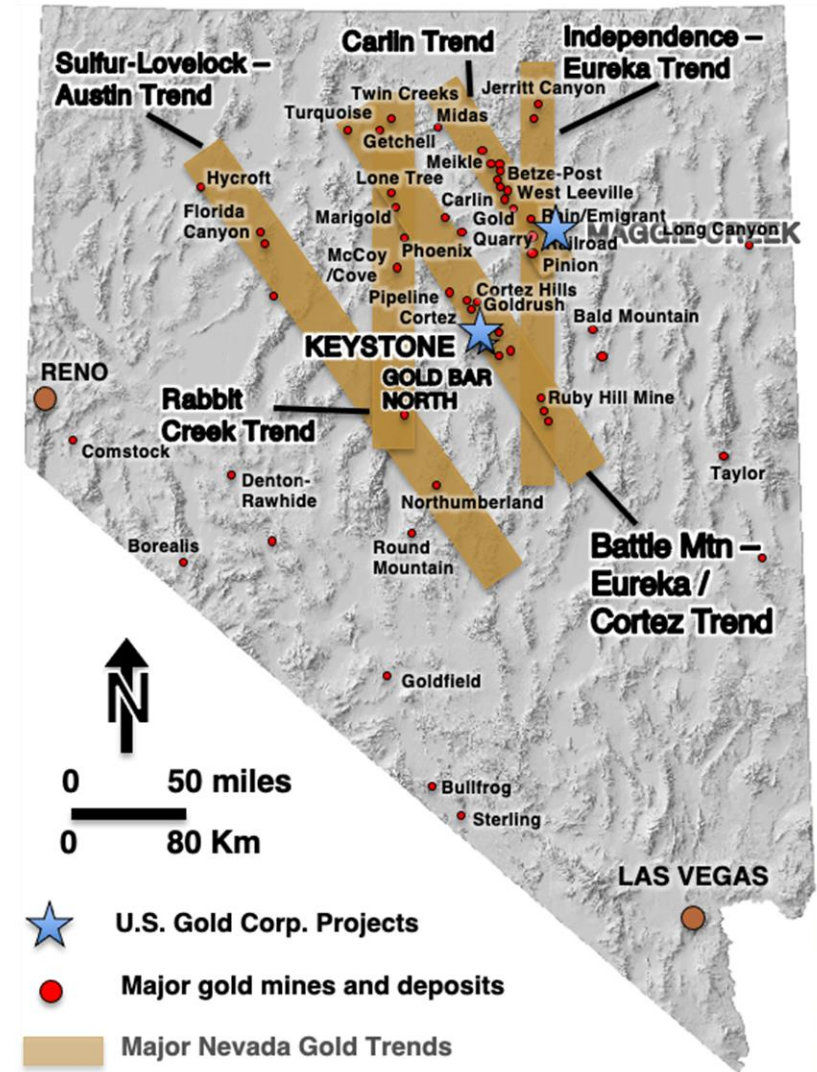 Sulfur-Lovelock –
Austin Trend
Carlin Trend
Independence –
Eureka Trend
Twin Creeks
Jerritt Canyon
Turquoise
Midas
Getchell
Meikle
Betze-Post
Hycroft
Lone Tree
West Leeville
Carlin
Florida
Canyon
Marigold
Gold
Quarry
Rain/Emigrant
MAGGIE CREEK
Long Canyon
Railroad
Phoenix
McCoy
/Cove
Pinion
Pipeline
Cortez Hills
Goldrush
Cortez
Bald Mountain
KEYSTONE
RENO
GOLD BAR
NORTH
Rabbit
Creek Trend
Ruby Hill Mine
Comstock
Taylor
Denton-
Rawhide
Northumberland
Borealis
Round
Mountain
Battle Mtn –
Eureka /
Cortez Trend
N
Goldfield
0 50 miles
0 80 Km
Bullfrog
Sterling
LAS VEGAS
U.S. Gold Corp. Projects
Major gold mines and deposits
Major Nevada Gold Trends